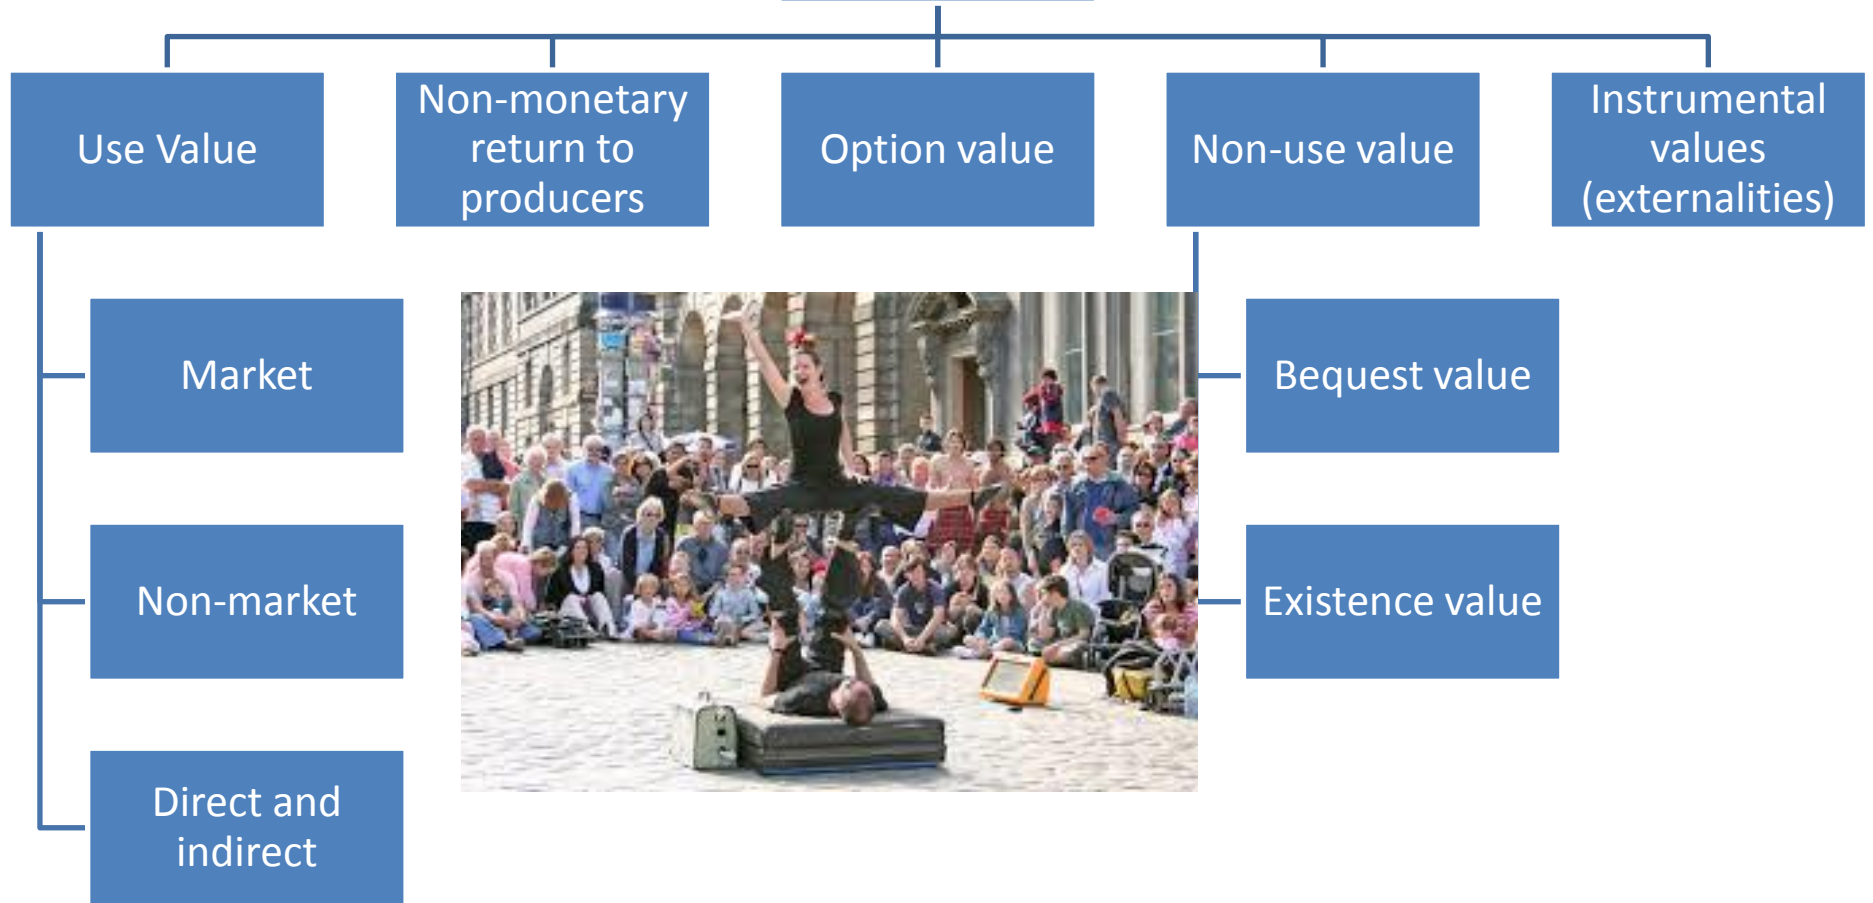 Use Value
Non-monetary
return to
producers
Option value
Non-use value
Instrumental
values
(externalities)
Market
Non-market
Direct and
indirect
Bequest value
Existence value